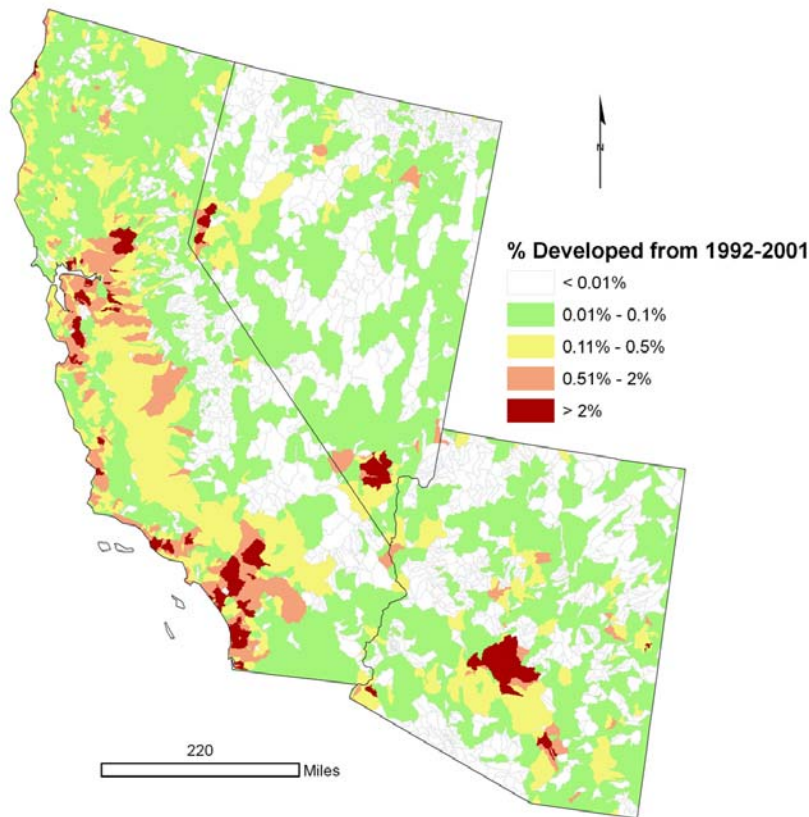 N
% Developed from 1992-2001
< 0.01%
0.01% - 0.1%
0.11% - 0.5%
0.51% - 2%
> 2%
220
Miles